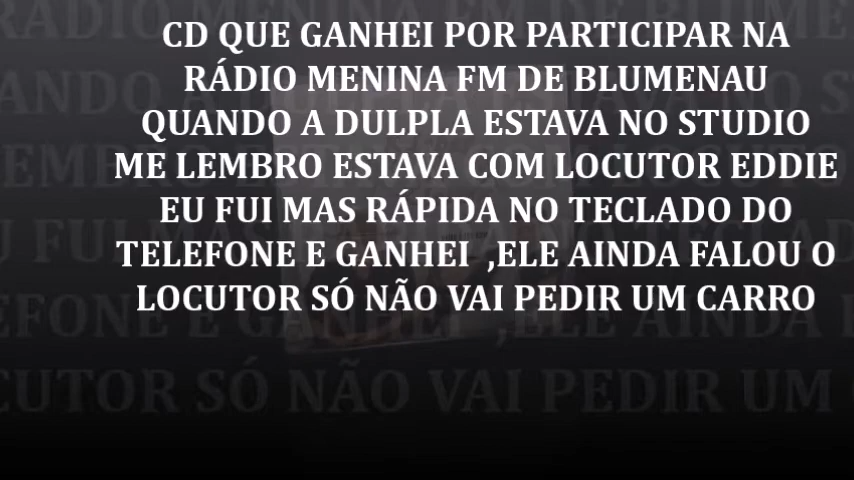 CD QUE GANHEI POR PARTICIPAR NA
RÁDIO MENINA FM DE BLUMENAU
QUANDO A DULPLA ESTAVA NO STUDIO
ME LEMBRO ESTAVA COM LOCUTOR EDDIE
EU FUI MAS RÁPIDA NO TECLADO DO
TELEFONE E GANHEI ,ELE AINDA FALOU O
LOCUTOR SÓ NÃO VAI PEDIR UM CARRO